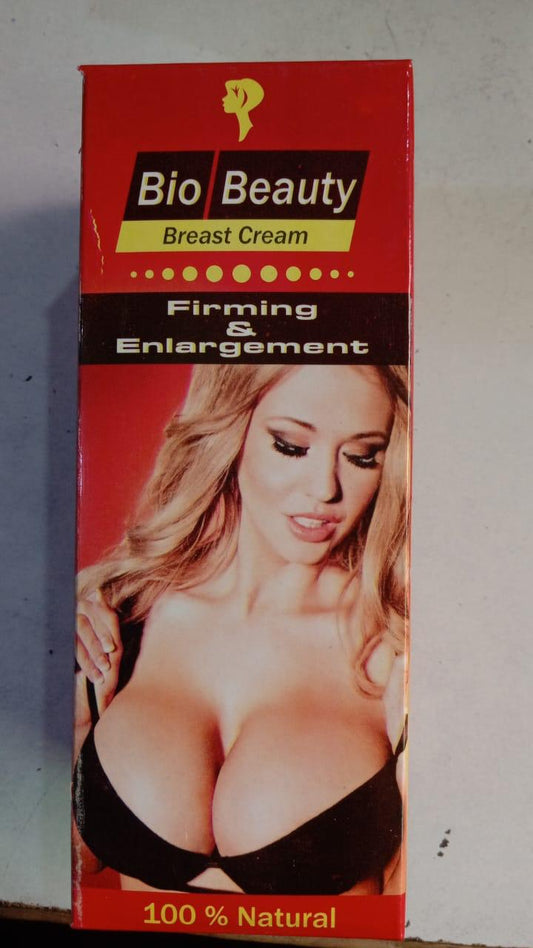 Bio Beauty
Breast Cream
Firming
&
Enlargement
100 % Natural